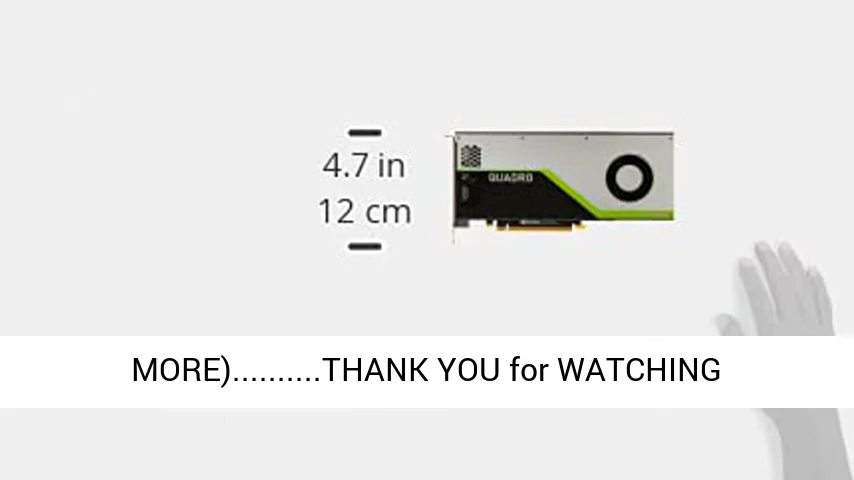 4.7 in
12 cm
QUADRO
MORE)..........THANK YOU for WATCHING